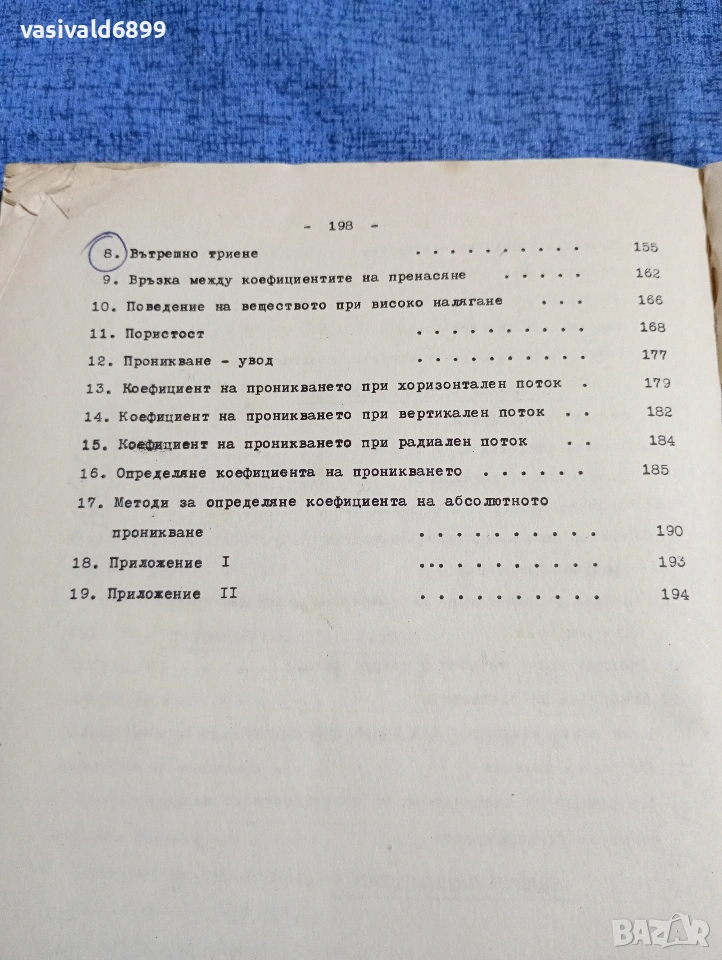 vasivald6899
- 198 -
8. Вътрешно триене . . . . . . . . . . 155
9. Връзка между коефициентите на пренасяне . . . . . 162
10. Поведение на веществото при високо налягане . . . 166
11. Пористост . . . . . . . . . . 168
12. Проникване - увод . . . . . . . . . . 177
13. Коефициент на проникването при хоризонтален поток . 179
14. Коефициент на проникването при вертикален поток . . 182
15. Коефициент на проникването при радиален поток . . 184
16. Определяне коефициента на проникването . . . . . . 185
17. Методи за определяне коефициента на абсолютното
проникване . . . . . . . . . . 190
18. Приложение I . . . . . . . . . . 193
19. Приложение II . . . . . . . . . . 194
BAZAR